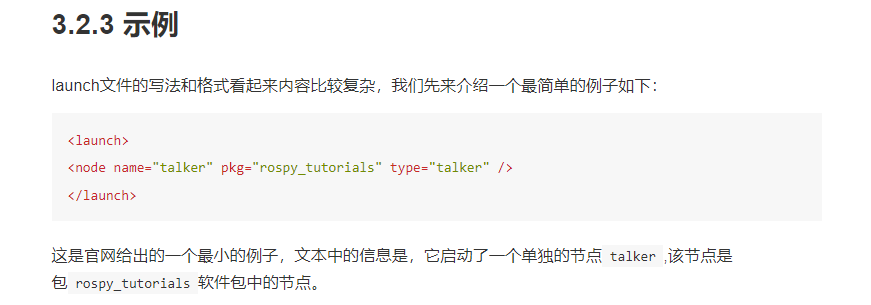 3.2.3 示例
launch文件的写法和格式看起来内容比较复杂，我们先来介绍一个最简单的例子如下：
<launch>
<node name="talker" pkg="rospy_tutorials" type="talker" />
</launch>
这是官网给出的一个最小的例子，文本中的信息是，它启动了一个单独的节点 talker ,该节点是
包 rospy_tutorials 软件包中的节点。